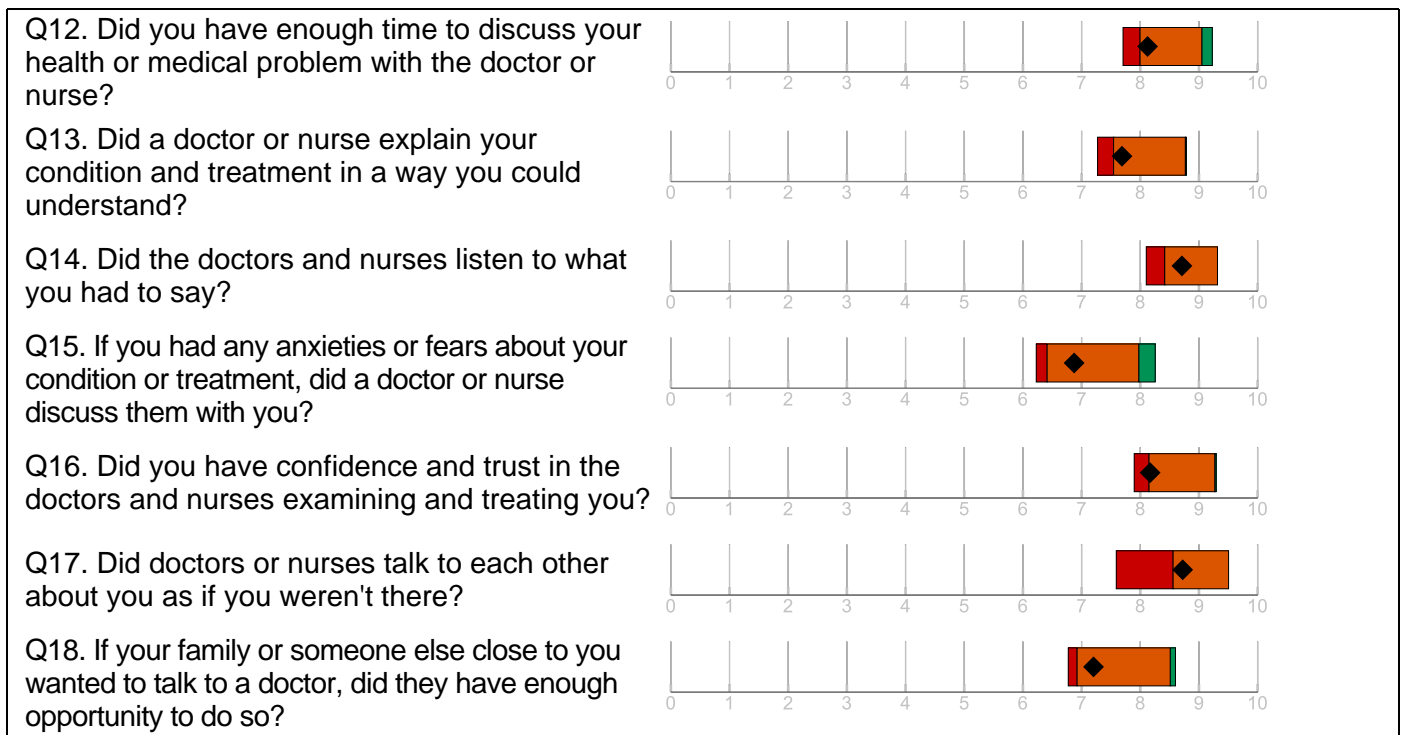 Q12. Did you have enough time to discuss your
health or medical problem with the doctor or
nurse?
0 1 2 3 4 5 6 7 8 9 10
Q13. Did a doctor or nurse explain your
condition and treatment in a way you could
understand?
0 1 2 3 4 5 6 7 8 9 10
Q14. Did the doctors and nurses listen to what
you had to say?
0 1 2 3 4 5 6 7 8 9 10
Q15. If you had any anxieties or fears about your
condition or treatment, did a doctor or nurse
discuss them with you?
0 1 2 3 4 5 6 7 8 9 10
Q16. Did you have confidence and trust in the
doctors and nurses examining and treating you?
0 1 2 3 4 5 6 7 8 9 10
Q17. Did doctors or nurses talk to each other
about you as if you weren't there?
0 1 2 3 4 5 6 7 8 9 10
Q18. If your family or someone else close to you
wanted to talk to a doctor, did they have enough
opportunity to do so?
0 1 2 3 4 5 6 7 8 9 10